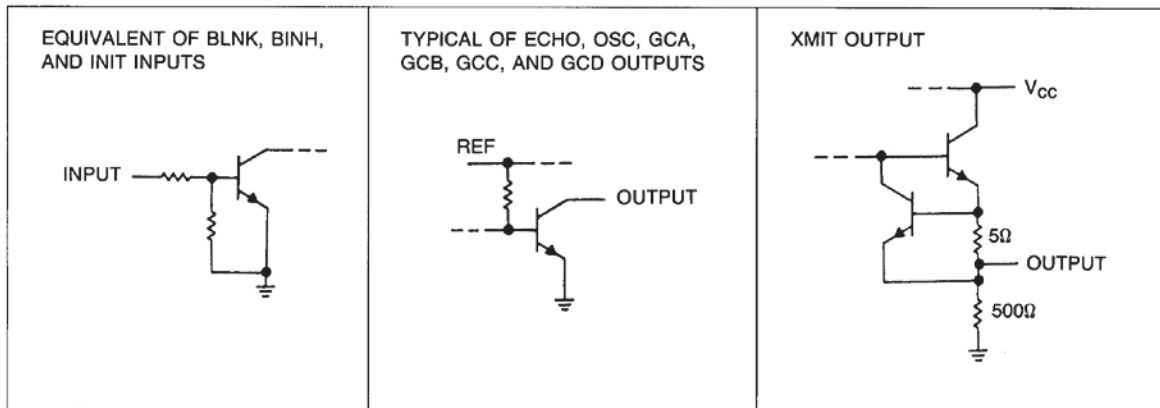 EQUIVALENT OF BLNK, BINH,
AND INIT INPUTS
INPUT
TYPICAL OF ECHO, OSC, GCA,
GCB, GCC, AND GCD OUTPUTS
REF
OUTPUT
XMIT OUTPUT
VCC
5Ω
OUTPUT
500Ω